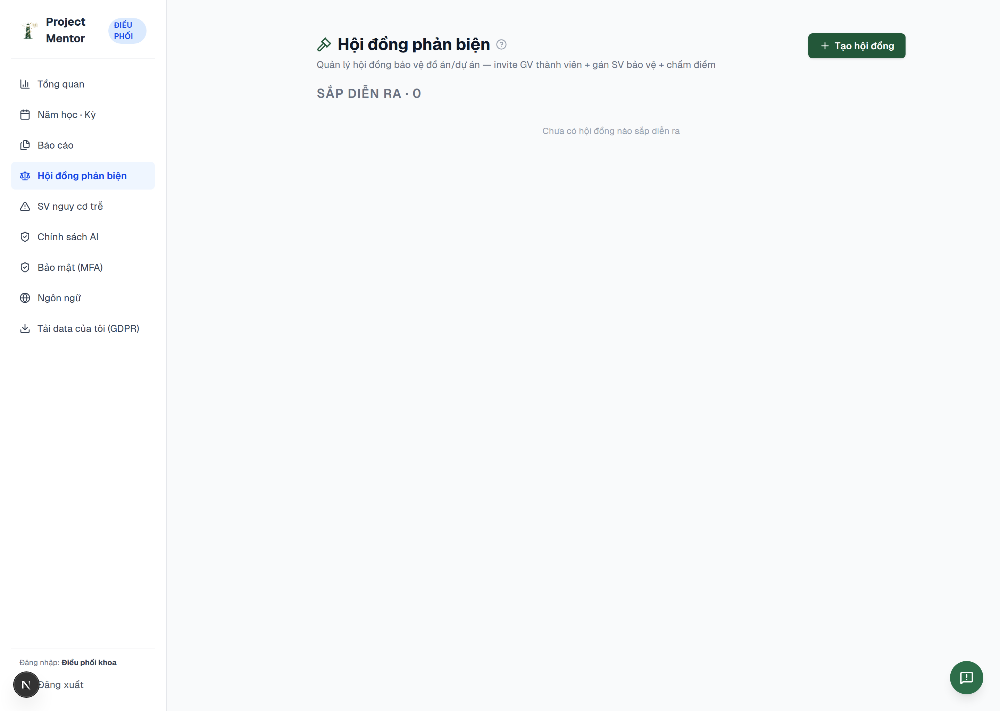 Project
Mentor
ĐIỀU
PHỐI
Tổng quan
Năm học · Kỳ
Báo cáo
Hội đồng phản biện
SV nguy cơ trễ
Chính sách AI
Bảo mật (MFA)
Ngôn ngữ
Tải data của tôi (GDPR)
Đăng nhập: Điều phối khoa
N
Đăng xuất
Hội đồng phản biện
Tạo hội đồng
Quản lý hội đồng bảo vệ đồ án/dự án — invite GV thành viên + gán SV bảo vệ + chấm điểm
SẮP DIỄN RA · 0
Chưa có hội đồng nào sắp diễn ra